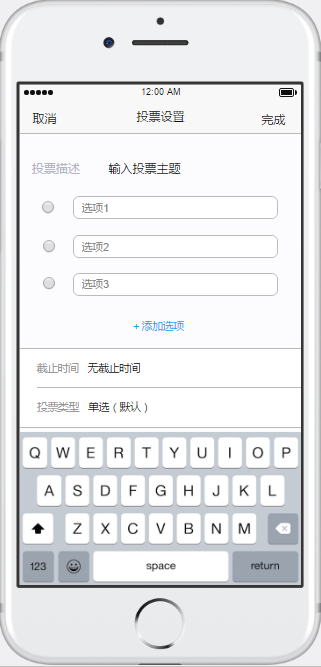 12:00 AM
取消 投票设置 完成
投票描述 输入投票主题
选项1
选项2
选项3
+ 添加选项
截止时间 无截止时间
投票类型 单选（默认）
Q W E R T Y U I O P
A S D F G H J K L
Z X C V B N M
123 space return